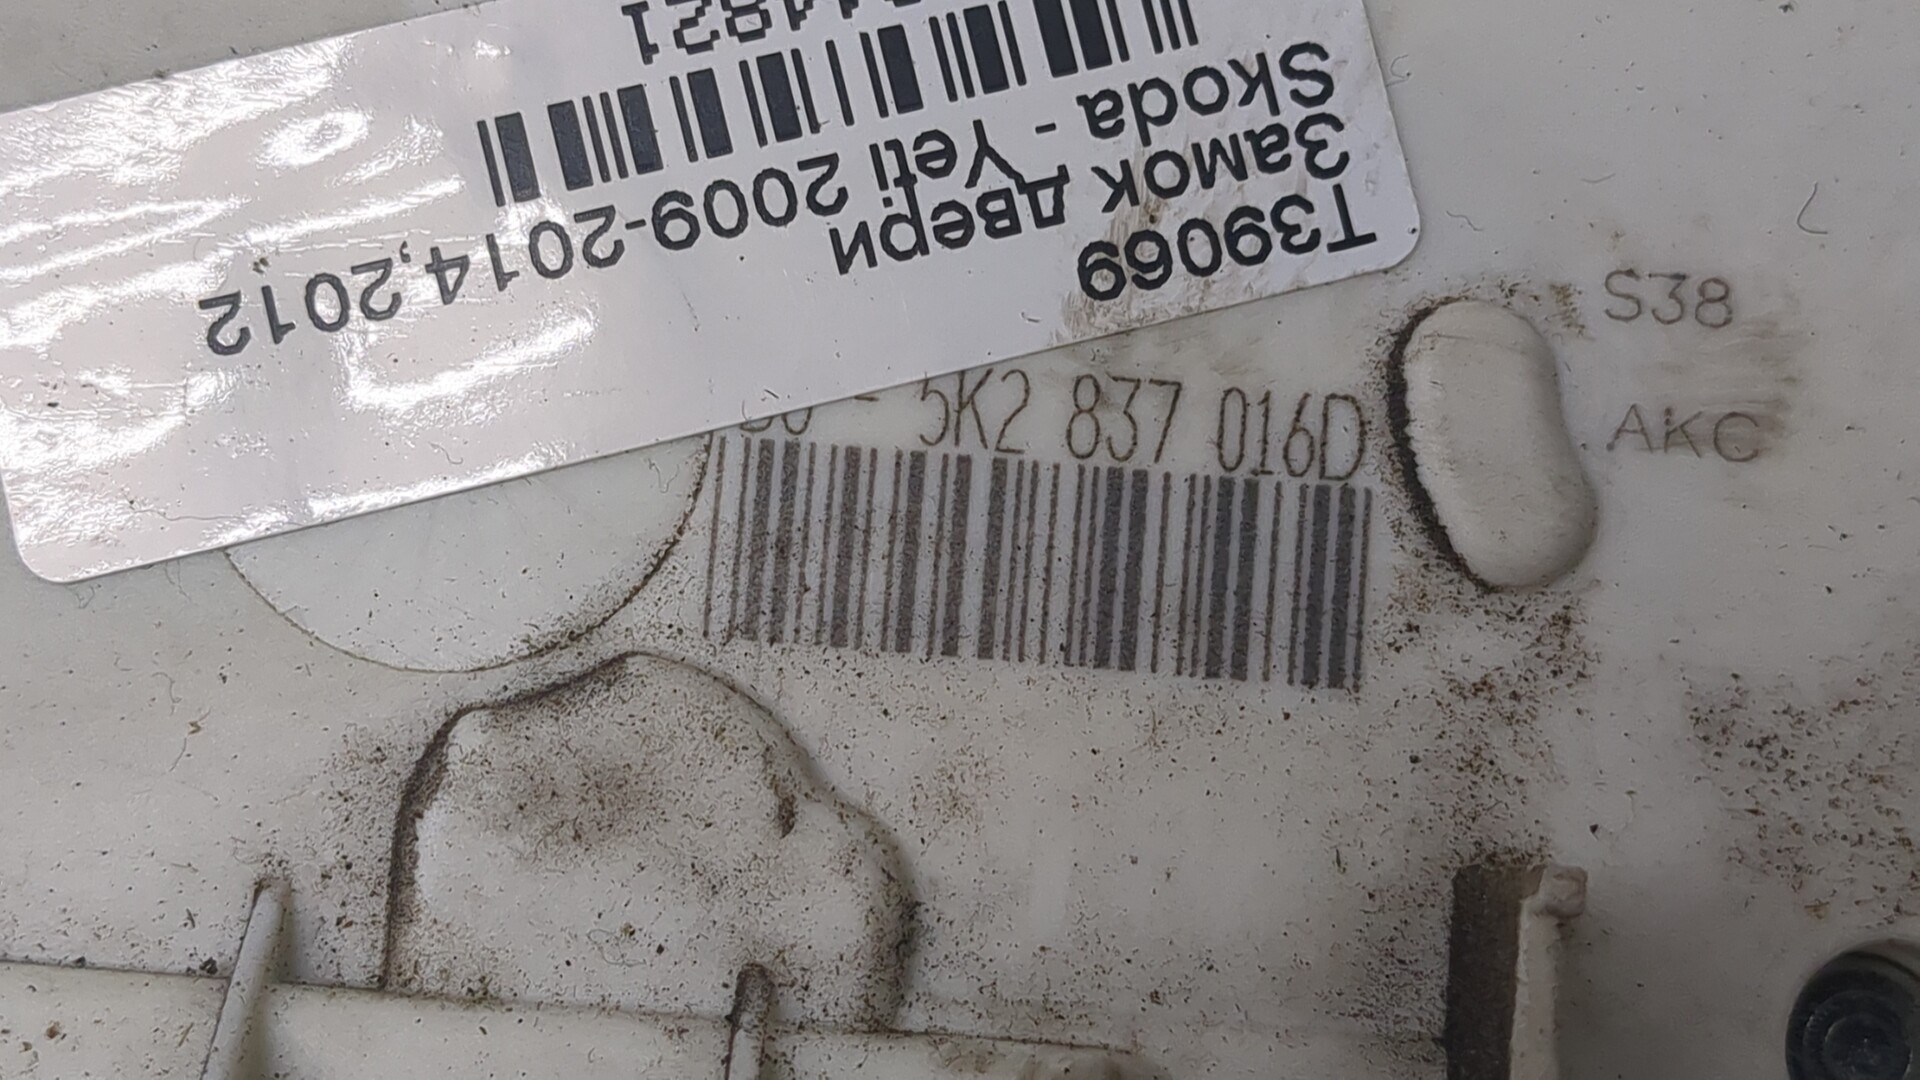 T39069
Замок двери
Skoda - Yeti 2009-2014,2012
5K2 837 016D
S38
AKC